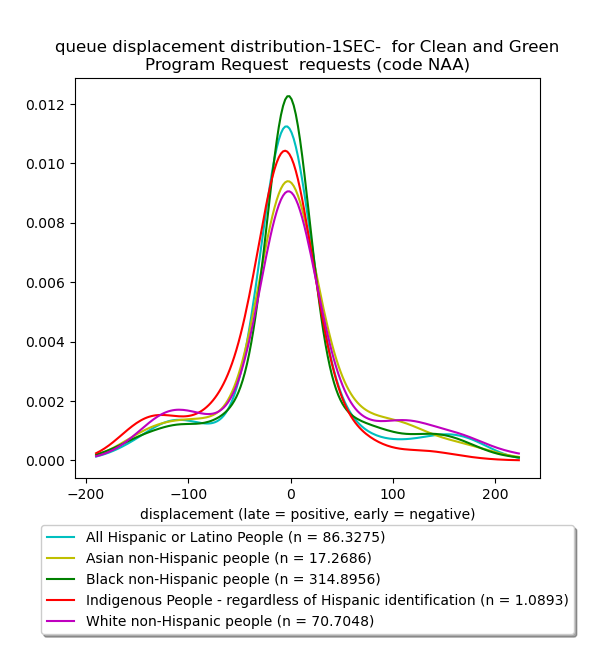 queue displacement distribution-1SEC-  for Clean and Green
Program Request  requests (code NAA)
0.012
0.010
0.008
0.006
0.004
0.002
0.000
−200 −100 0 100 200
displacement (late = positive, early = negative)
All Hispanic or Latino People (n = 86.3275)
Asian non-Hispanic people (n = 17.2686)
Black non-Hispanic people (n = 314.8956)
Indigenous People - regardless of Hispanic identification (n = 1.0893)
White non-Hispanic people (n = 70.7048)